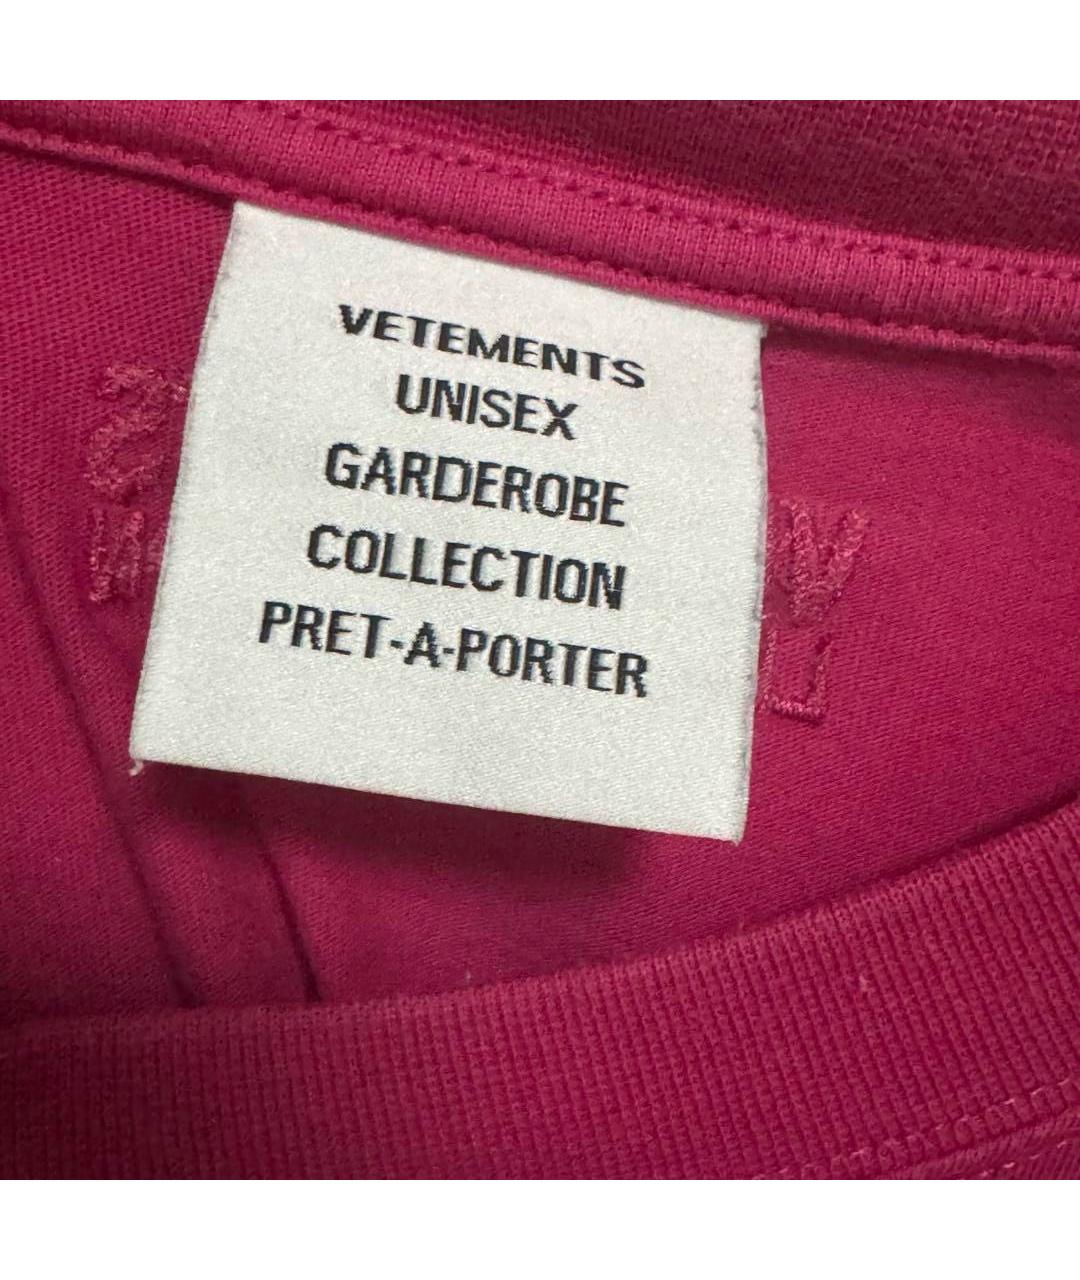 VETEMENTS
UNISEX
GARDEROBE
COLLECTION
PRET-A-PORTER